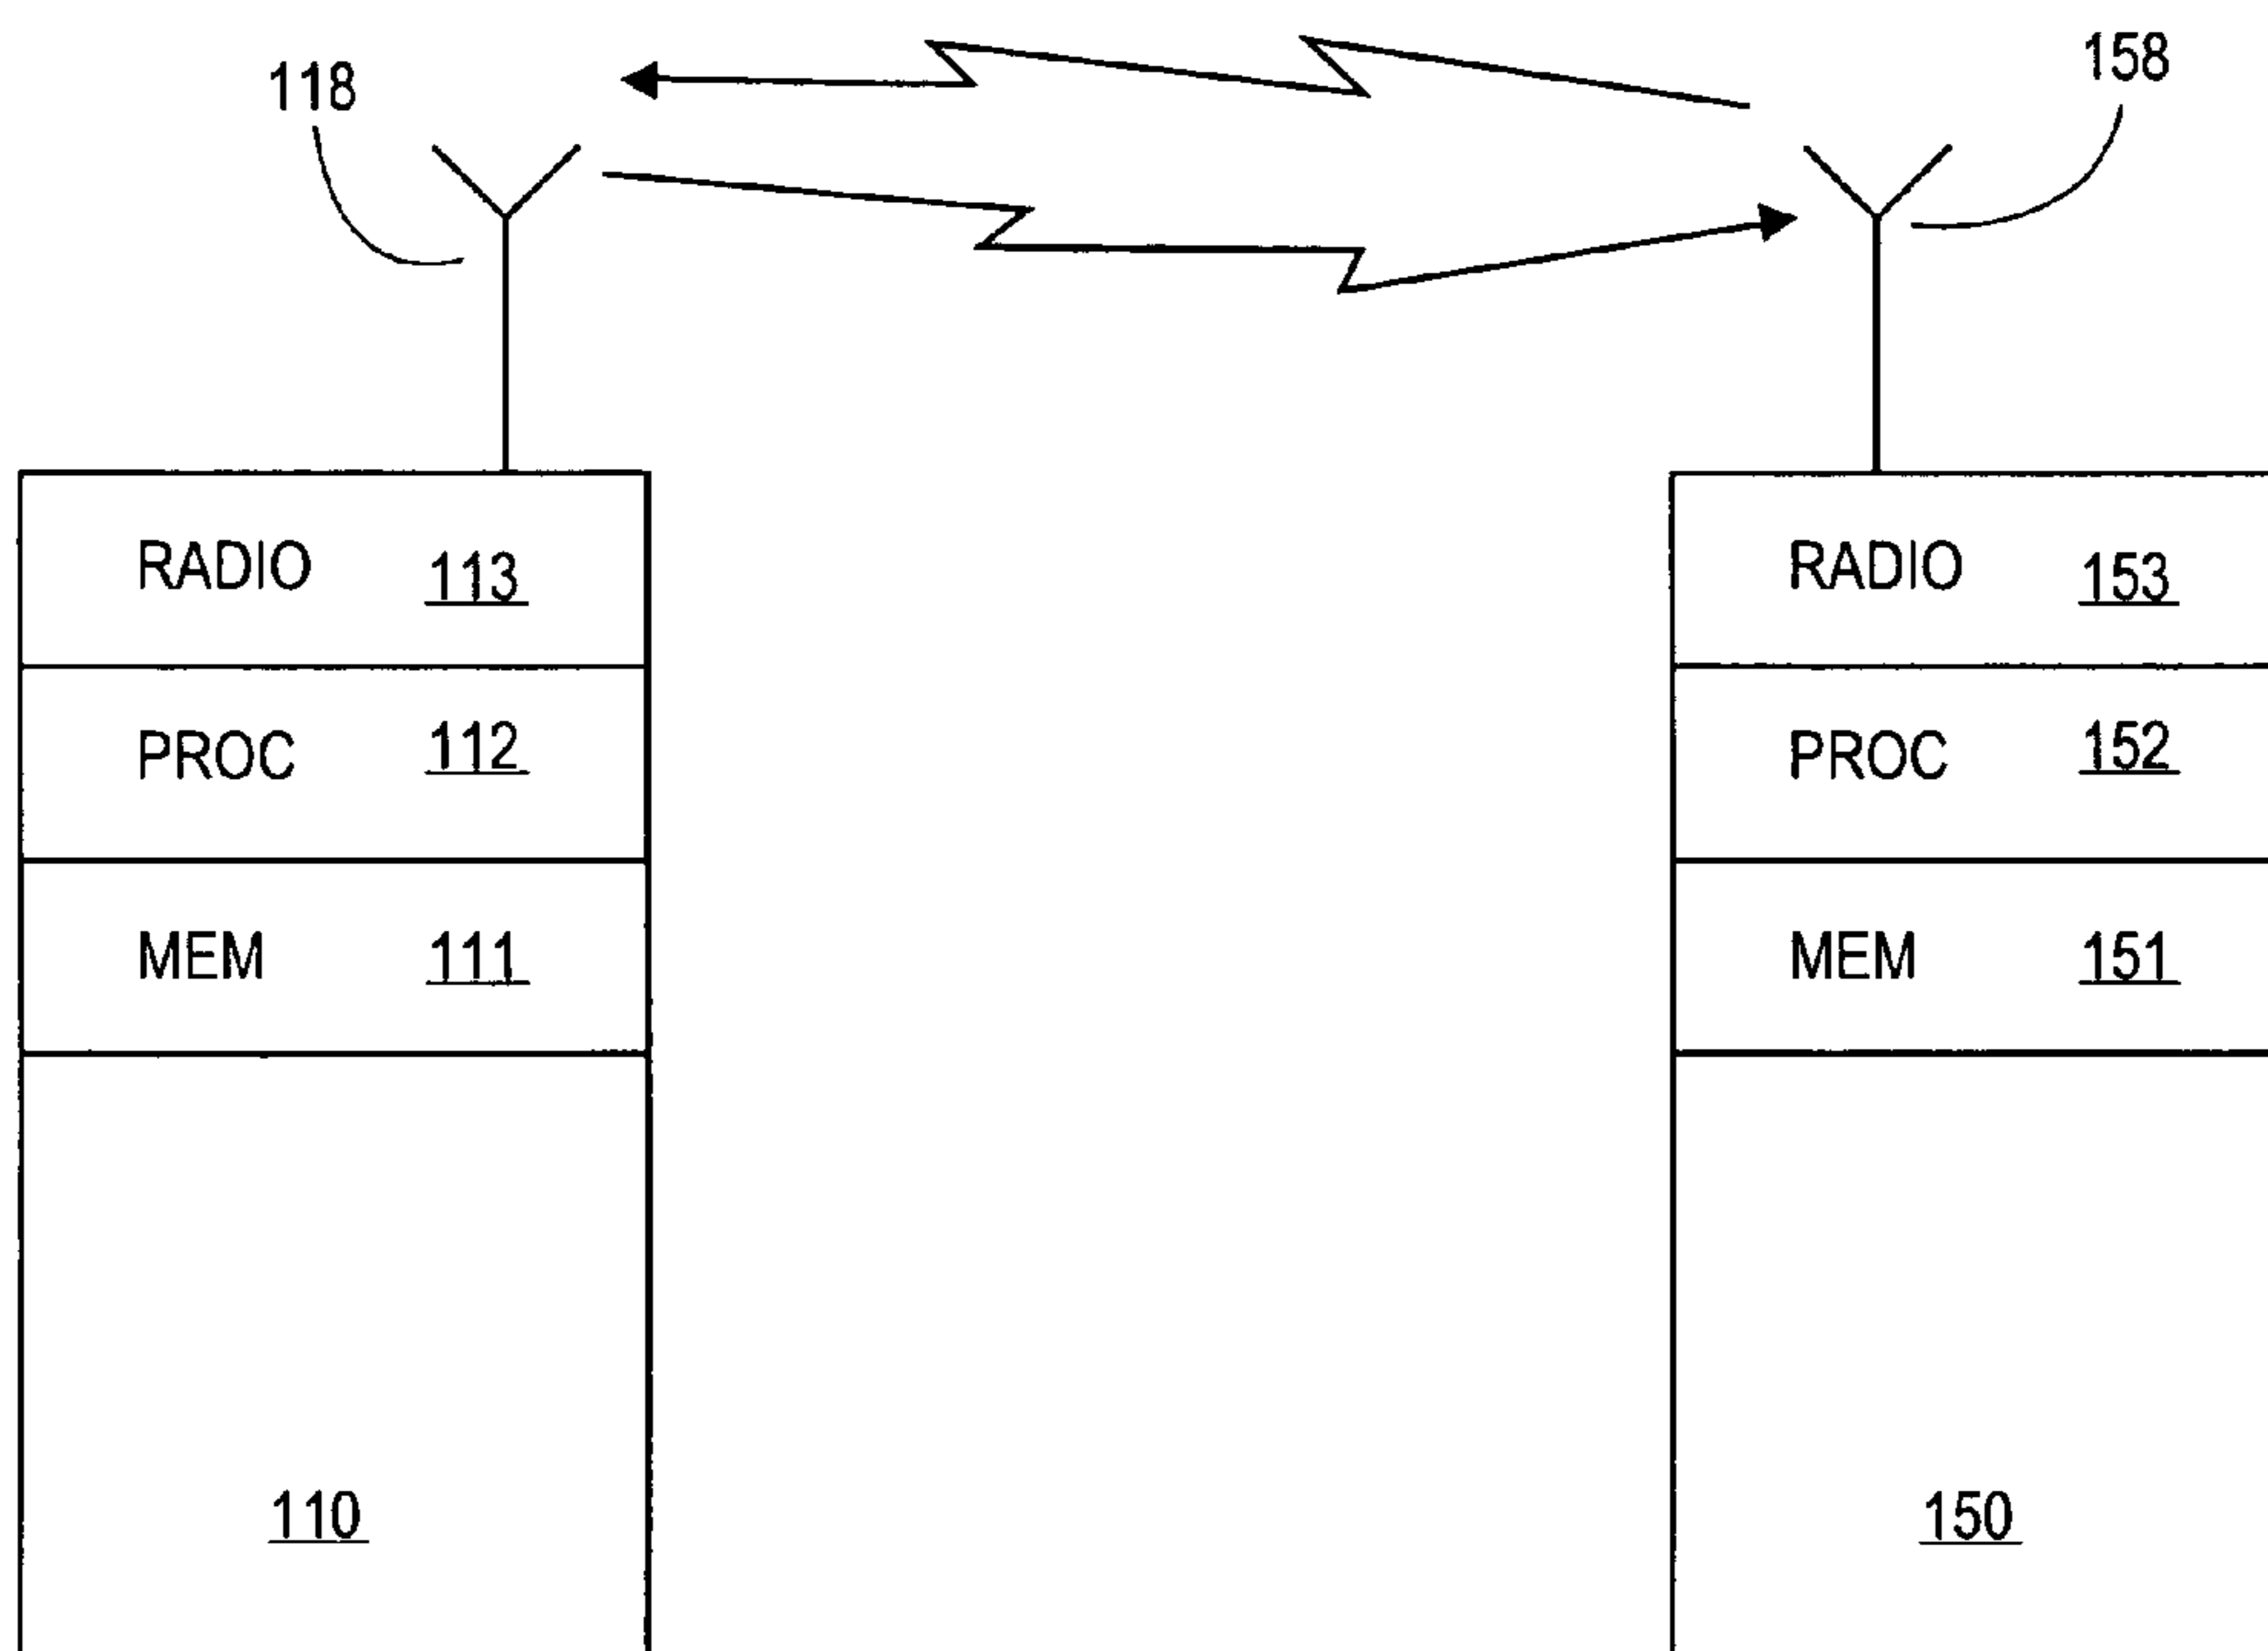 118
158
RADIO 113
RADIO 153
PROC 112
PROC 152
MEM 111
MEM 151
110
150